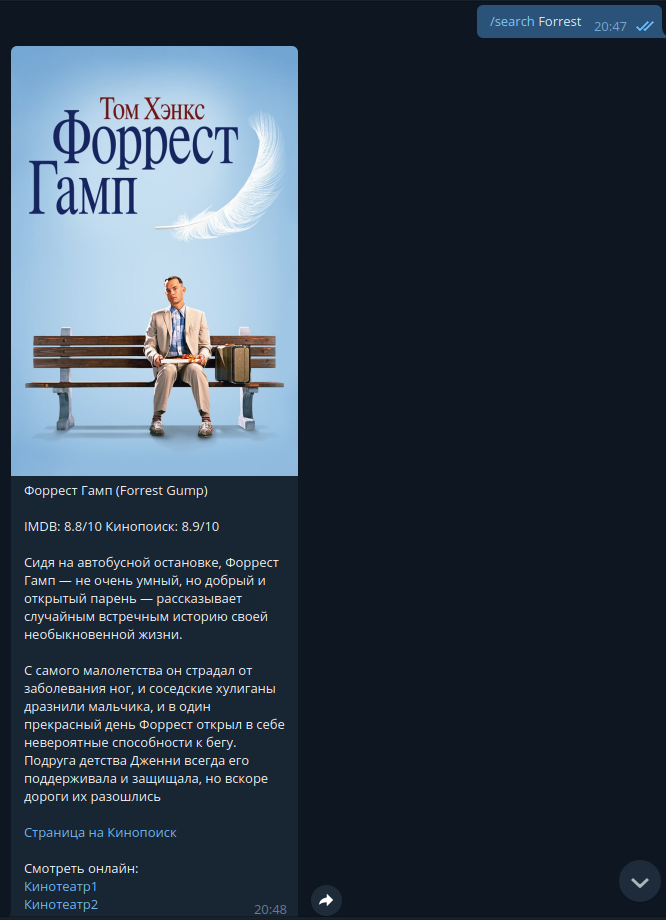 /search Forrest
20:47
Том Хэнкс
Форрест
Гамп
Форрест Гамп (Forrest Gump)
IMDB: 8.8/10 Кинопоиск: 8.9/10
Сидя на автобусной остановке, Форрест
Гамп — не очень умный, но добрый и
открытый парень — рассказывает
случайным встречным историю своей
необыкновенной жизни.
С самого малолетства он страдал от
заболевания ног, и соседские хулиганы
дразнили мальчика, и в один
прекрасный день Форрест открыл в себе
невероятные способности к бегу.
Подруга детства Дженни всегда его
поддерживала и защищала, но вскоре
дороги их разошлись
Страница на Кинопоиск
Смотреть онлайн:
Кинотеатр1
Кинотеатр2
20:48